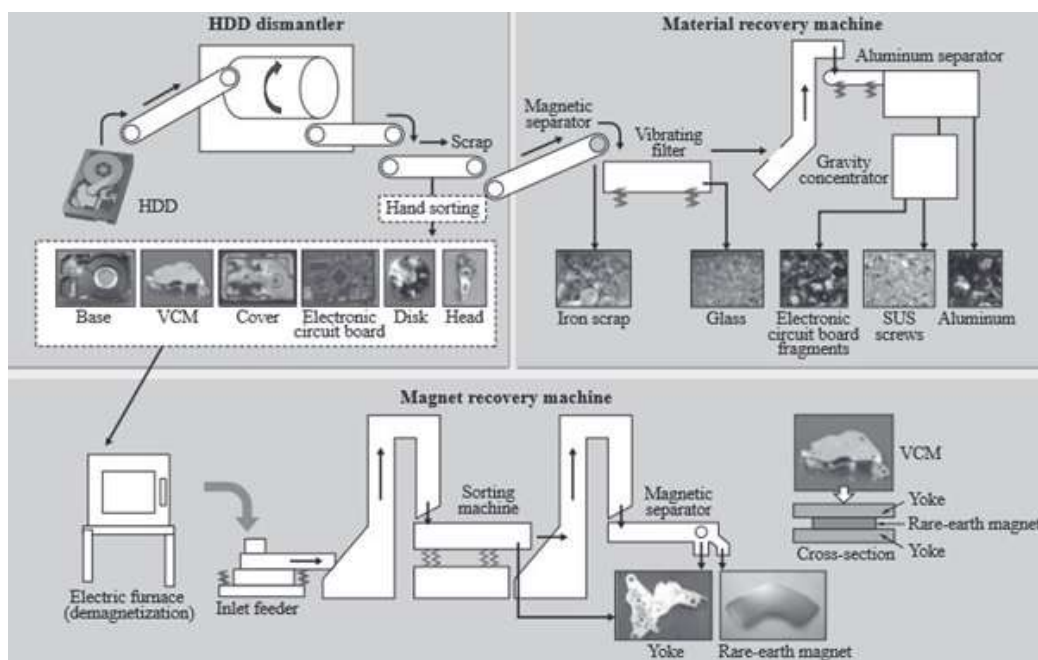 HDD dismantler
HDD
Scrap
Hand sorting
Base
VCM
Cover
Electronic
circuit board
Disk
Head
Material recovery machine
Magnetic
separator
Vibrating
filter
Gravity
concentrator
Aluminum separator
Iron scrap
Glass
Electronic
circuit board
fragments
SUS
screws
Aluminum
Magnet recovery machine
Electric furnace
(demagnetization)
Inlet feeder
Sorting
machine
Magnetic
separator
Yoke
Rare-earth magnet
VCM
Yoke
Rare-earth magnet
Yoke
Cross-section